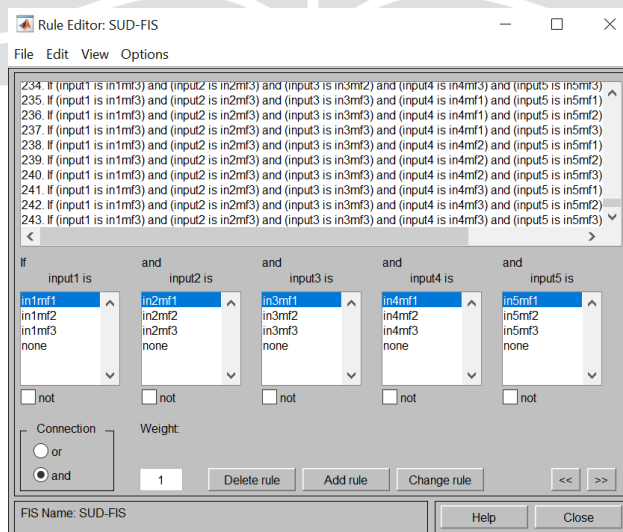 Rule Editor: SUD-FIS
File Edit View Options
234. If (input1 is in1mf3) and (input2 is in2mf3) and (input3 is in3mf2) and (input4 is in4mf3) and (input5 is in5mf3)
235. If (input1 is in1mf3) and (input2 is in2mf3) and (input3 is in3mf3) and (input4 is in4mf1) and (input5 is in5mf1)
236. If (input1 is in1mf3) and (input2 is in2mf3) and (input3 is in3mf3) and (input4 is in4mf1) and (input5 is in5mf2)
237. If (input1 is in1mf3) and (input2 is in2mf3) and (input3 is in3mf3) and (input4 is in4mf1) and (input5 is in5mf3)
238. If (input1 is in1mf3) and (input2 is in2mf3) and (input3 is in3mf3) and (input4 is in4mf2) and (input5 is in5mf1)
239. If (input1 is in1mf3) and (input2 is in2mf3) and (input3 is in3mf3) and (input4 is in4mf2) and (input5 is in5mf2)
240. If (input1 is in1mf3) and (input2 is in2mf3) and (input3 is in3mf3) and (input4 is in4mf2) and (input5 is in5mf3)
241. If (input1 is in1mf3) and (input2 is in2mf3) and (input3 is in3mf3) and (input4 is in4mf3) and (input5 is in5mf1)
242. If (input1 is in1mf3) and (input2 is in2mf3) and (input3 is in3mf3) and (input4 is in4mf3) and (input5 is in5mf2)
243. If (input1 is in1mf3) and (input2 is in2mf3) and (input3 is in3mf3) and (input4 is in4mf3) and (input5 is in5mf3)
If and and and and
input1 is input2 is input3 is input4 is input5 is
in1mf1 in2mf1 in3mf1 in4mf1 in5mf1
in1mf2 in2mf2 in3mf2 in4mf2 in5mf2
in1mf3 in2mf3 in3mf3 in4mf3 in5mf3
none none none none none
not not not not not
Connection Weight:
or
and 1 Delete rule Add rule Change rule << >>
FIS Name: SUD-FIS Help Close